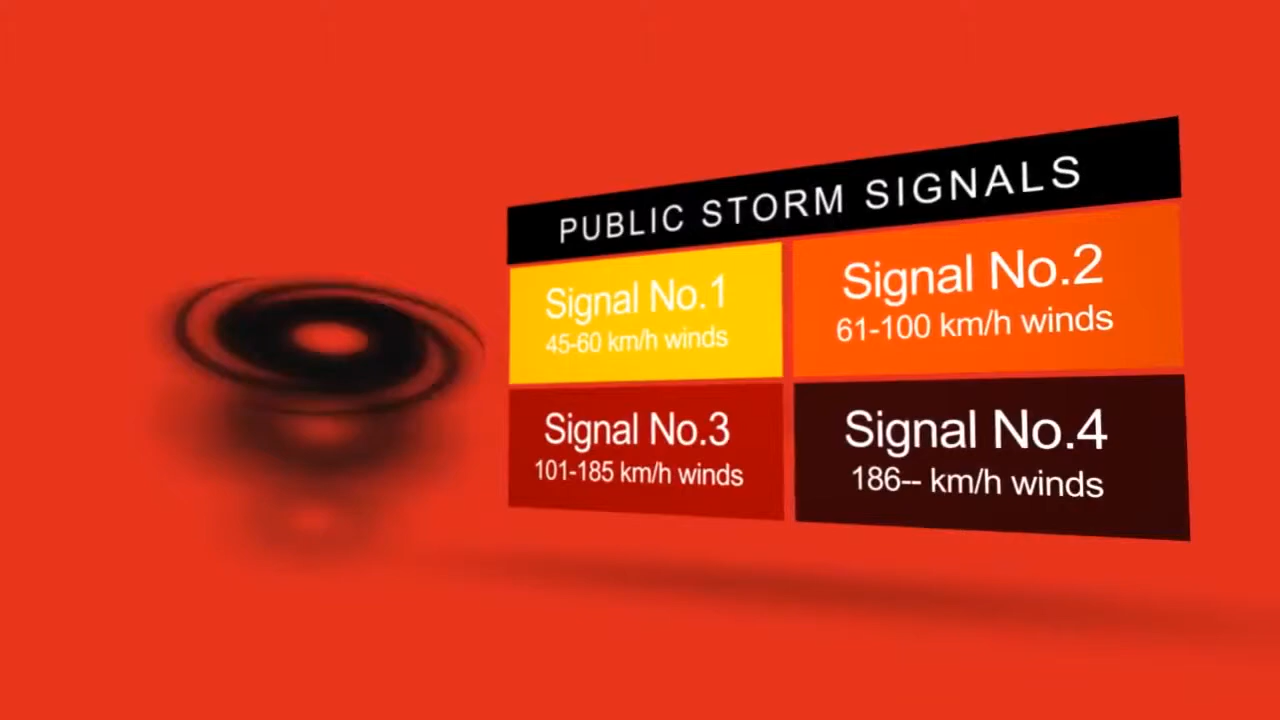 PUBLIC STORM SIGNALS
Signal No.1
45-60 km/h winds
Signal No.2
61-100 km/h winds
Signal No.3
101-185 km/h winds
Signal No.4
186-- km/h winds